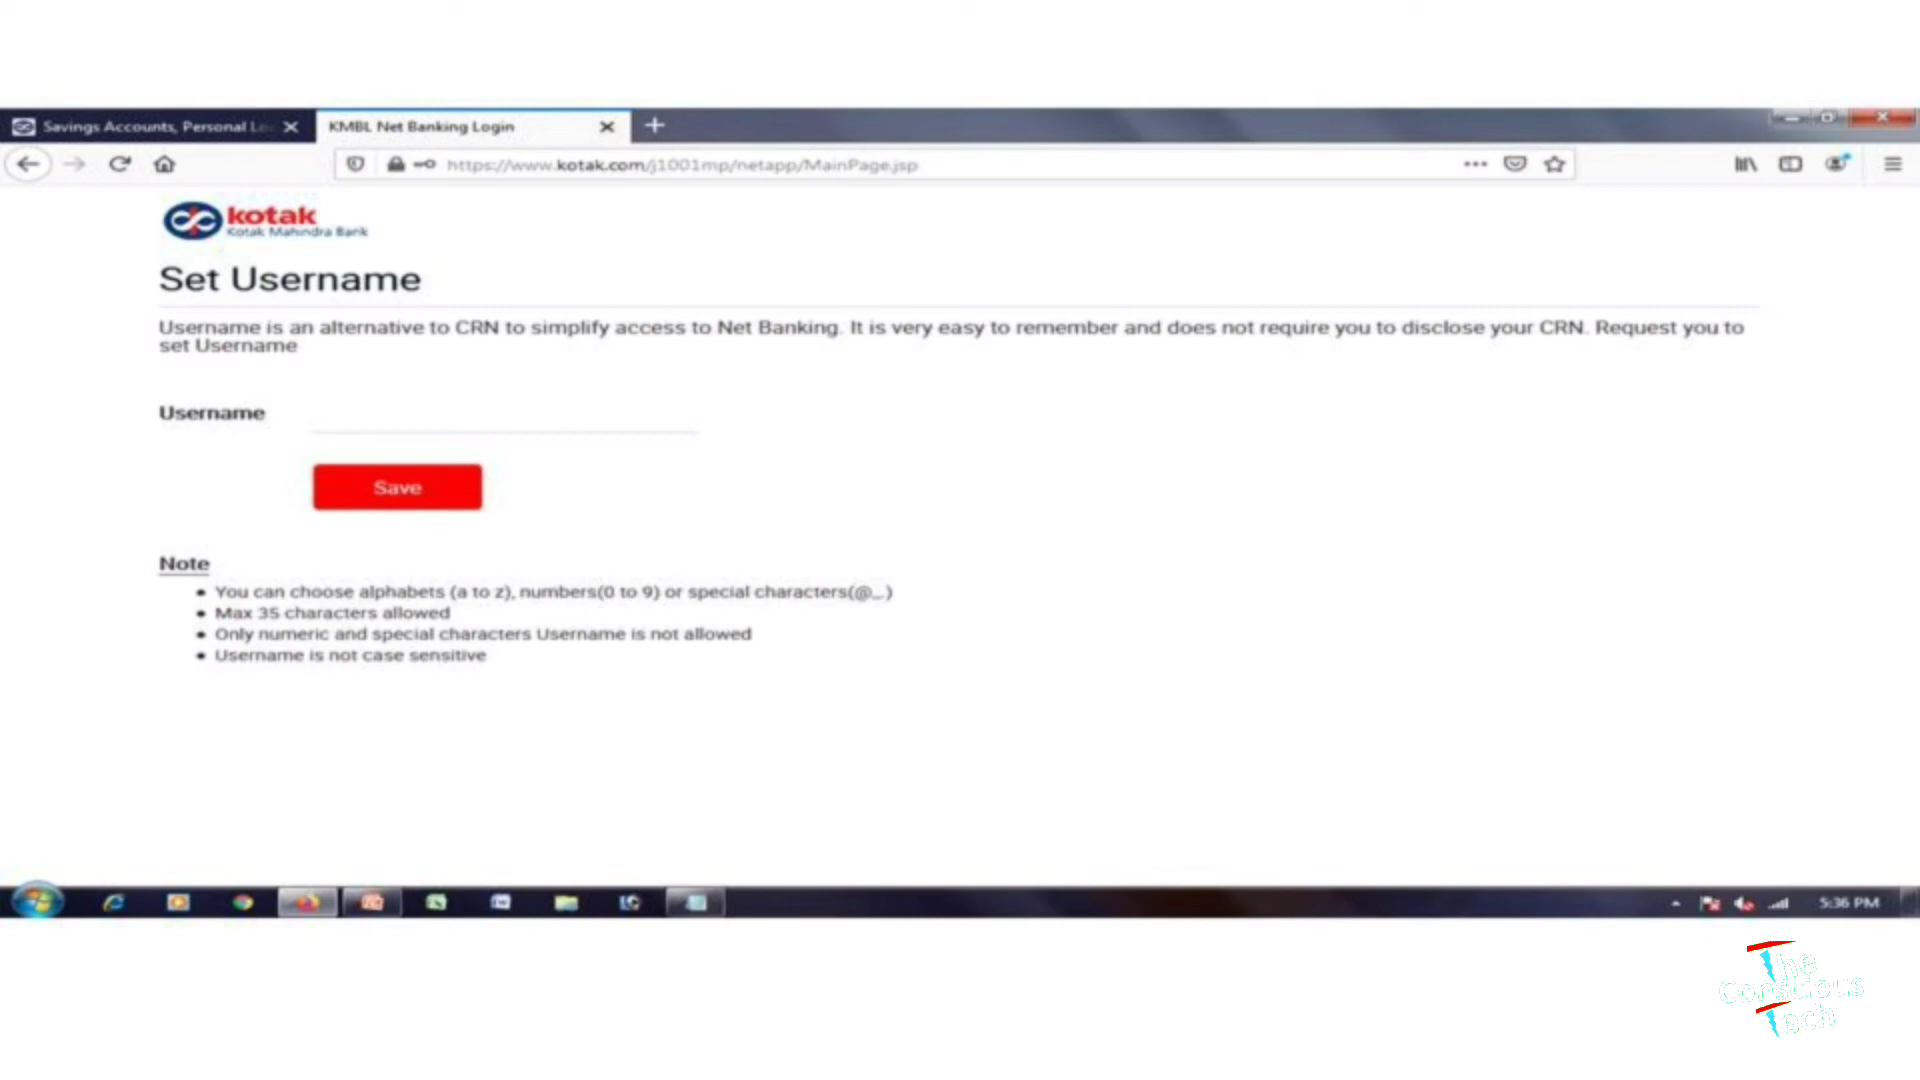 Savings Accounts, Personal Lo
KMBL Net Banking Login
https://www.kotak.com/j1001mp/netapp/MainPage.jsp
kotak
Kotak Mahindra Bank
Set Username
Username is an alternative to CRN to simplify access to Net Banking. It is very easy to remember and does not require you to disclose your CRN. Request you to
set Username
Username
Save
Note
• You can choose alphabets (a to z), numbers(0 to 9) or special characters(@_.)
• Max 35 characters allowed
• Only numeric and special characters Username is not allowed
• Username is not case sensitive
5:36 PM
The
Conscious
Tech